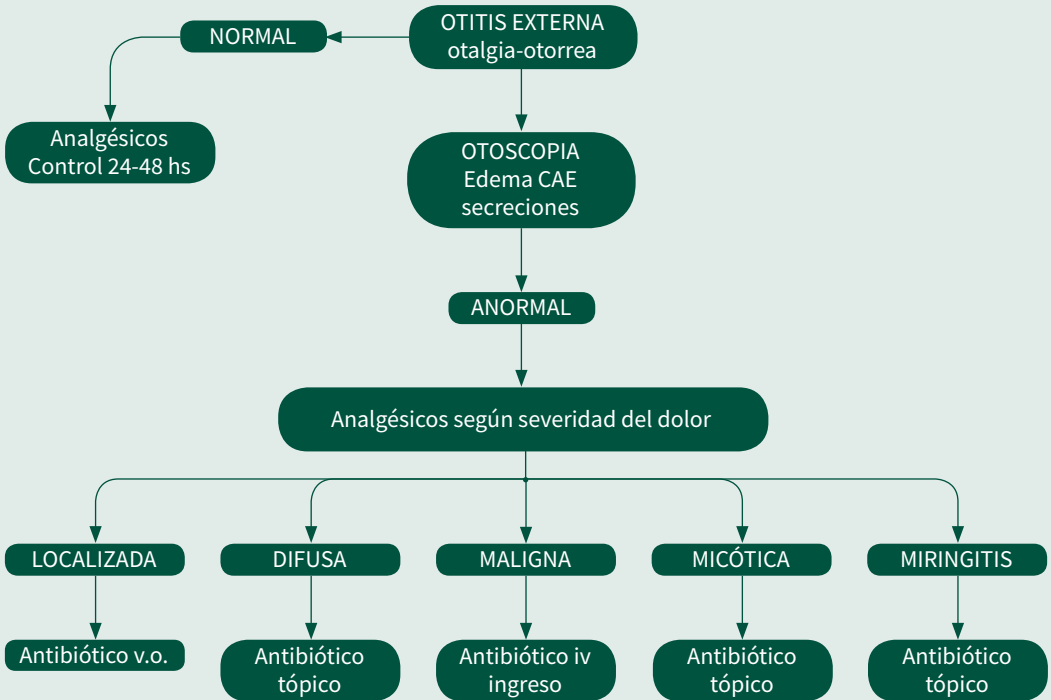 OTITIS EXTERNA
otalgia-otorrea
NORMAL
Analgésicos
Control 24-48 hs
OTOSCOPIA
Edema CAE
secreciones
ANORMAL
Analgésicos según severidad del dolor
LOCALIZADA
DIFUSA
MALIGNA
MICÓTICA
MIRINGITIS
Antibiótico v.o.
Antibiótico
tópico
Antibiótico iv
ingreso
Antibiótico
tópico
Antibiótico
tópico